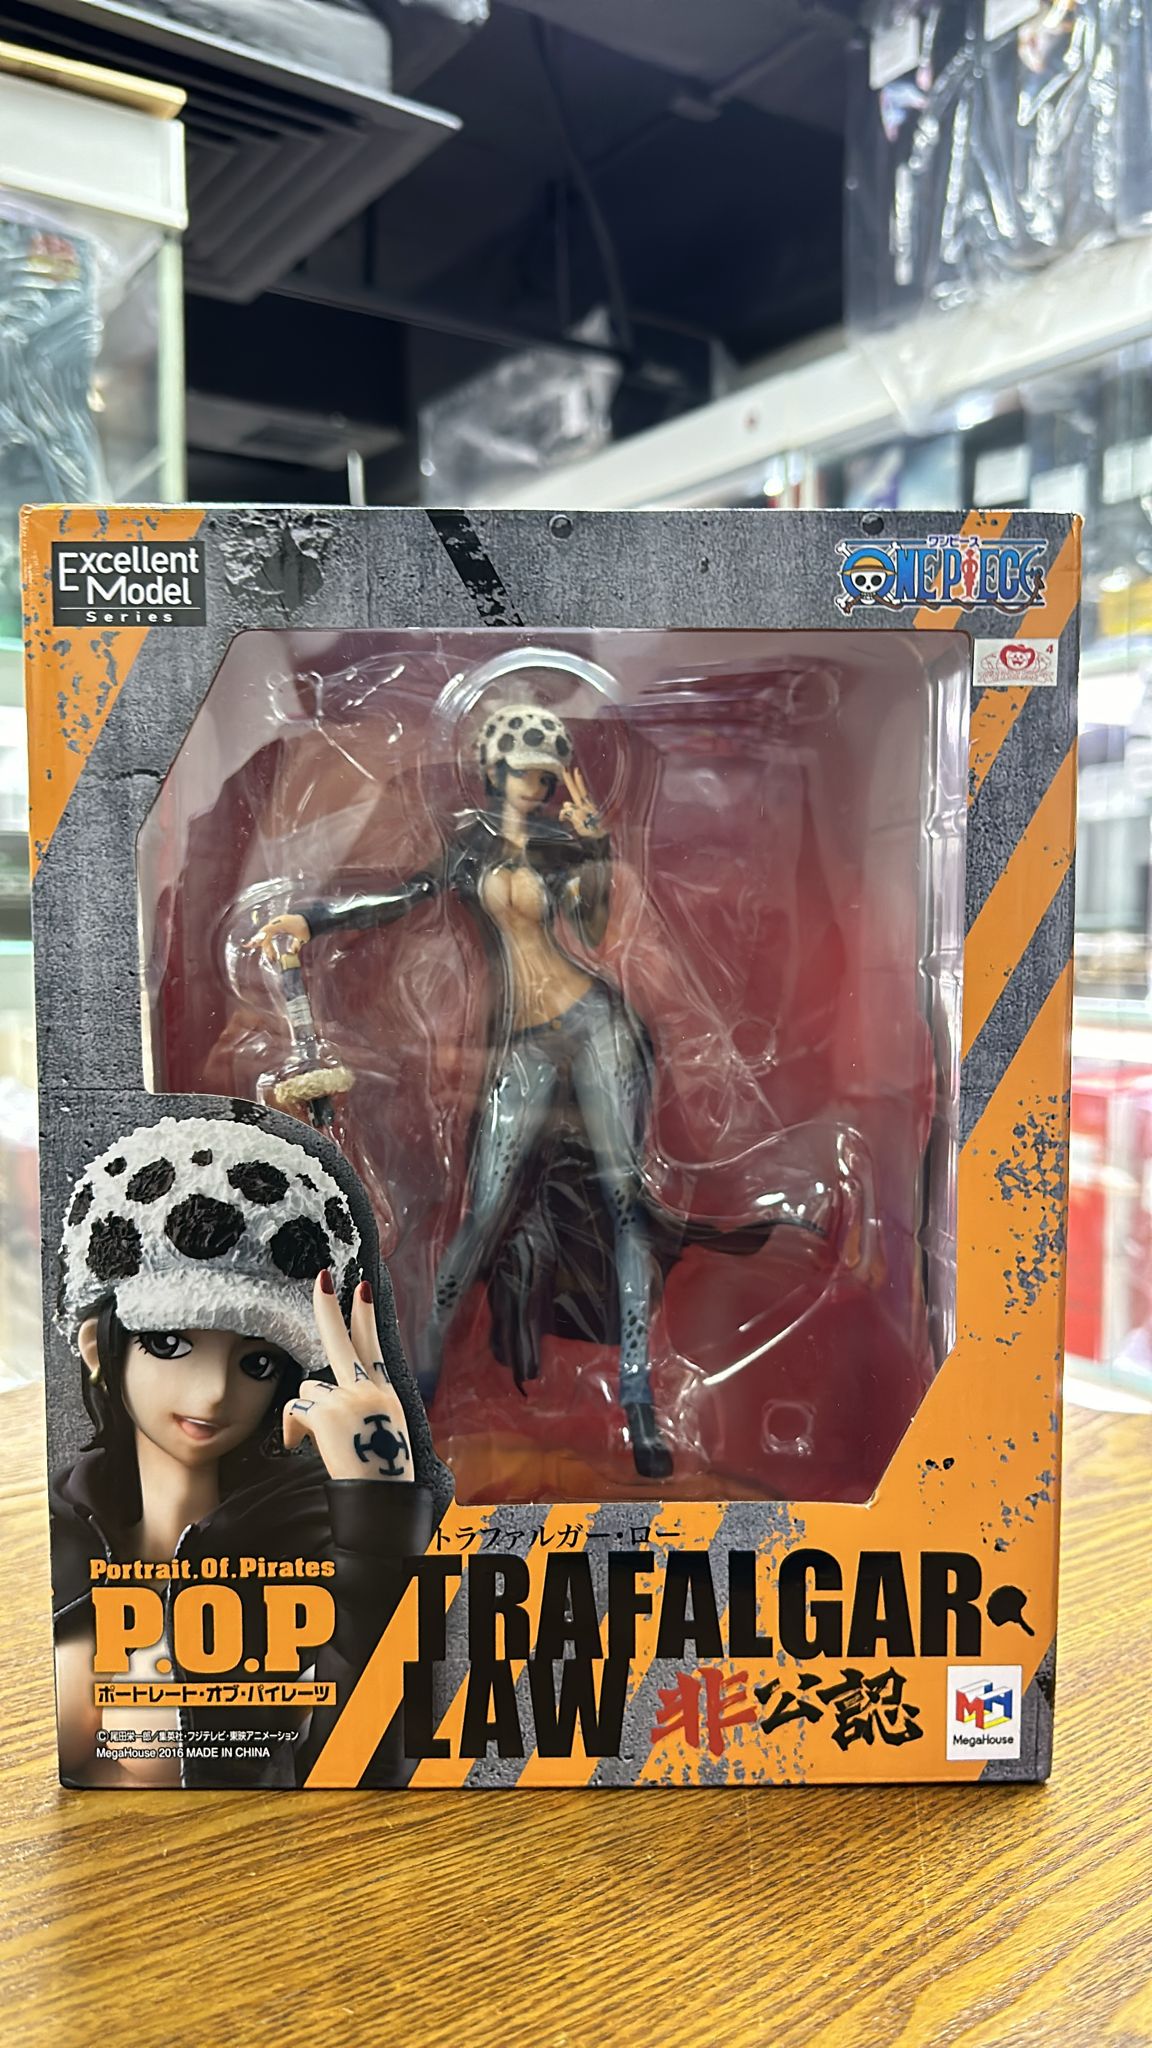 Excellent
Model
Series
ワンピース
ONE PIECE
4
DEAT
トラファルガー・ロー
TRAFALGAR
LAW 非公認
Portrait.Of.Pirates
P.O.P
ポートレート・オブ・パイレーツ
© 尾田栄一郎／集英社・フジテレビ・東映アニメーション
MegaHouse 2016 MADE IN CHINA
MegaHouse